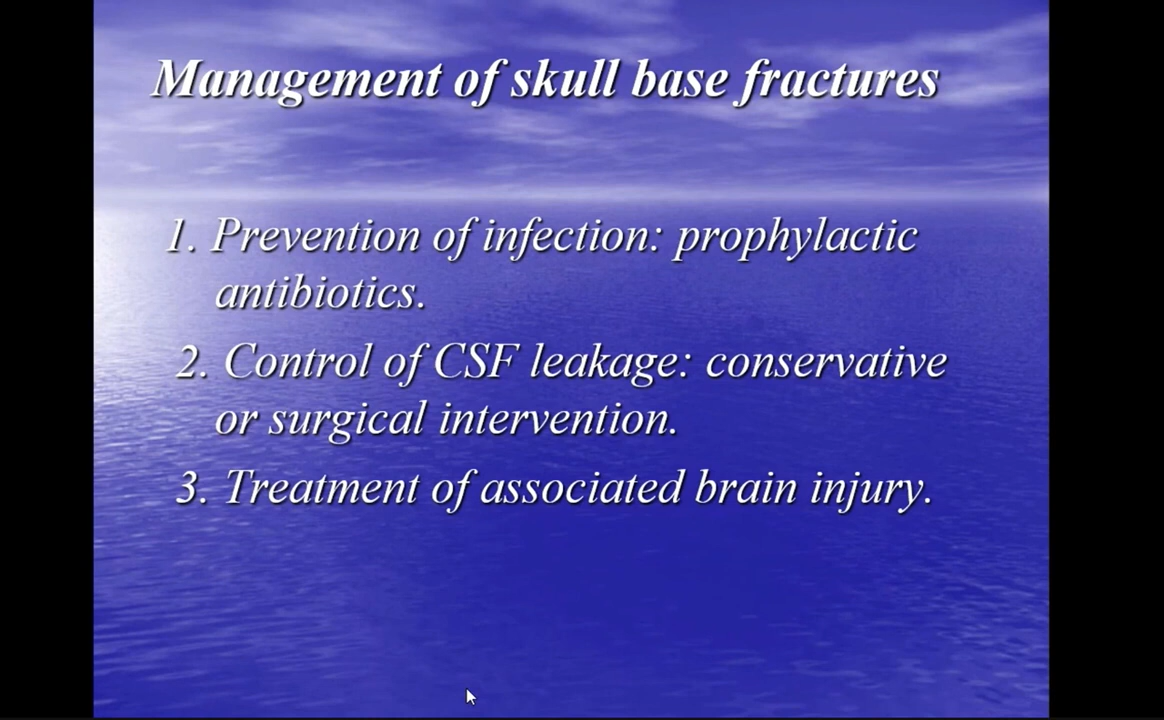 Management of skull base fractures
1. Prevention of infection: prophylactic
antibiotics.
2. Control of CSF leakage: conservative
or surgical intervention.
3. Treatment of associated brain injury.